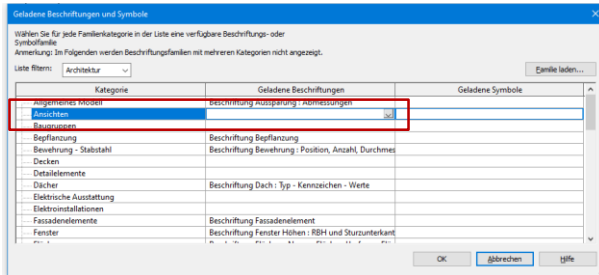 Geladene Beschriftungen und Symbole
Wählen Sie für jede Familienkategorie in der Liste eine verfügbare Beschriftungs- oder
Symbolfamilie
Anmerkung: Im Folgenden werden Beschriftungsfamilien mit mehreren Kategorien nicht angezeigt.
Liste filtern: Architektur Familie laden...
Kategorie Geladene Beschriftungen Geladene Symbole
Allgemeines Modell Beschriftung Aussparung : Abmessungen
Ansichten
Baugruppen
Bepflanzung Beschriftung Bepflanzung
Bewehrung - Stabstahl Beschriftung Bewehrung : Position, Anzahl, Durchmes
Decken
Detailelemente
Dächer Beschriftung Dach : Typ - Kennzeichen - Werte
Elektrische Ausstattung
Elektroinstallationen
Fassadenelemente Beschriftung Fassadenelement
Fenster Beschriftung Fenster Höhen : RBH und Sturzunterkant
OK Abbrechen Hilfe